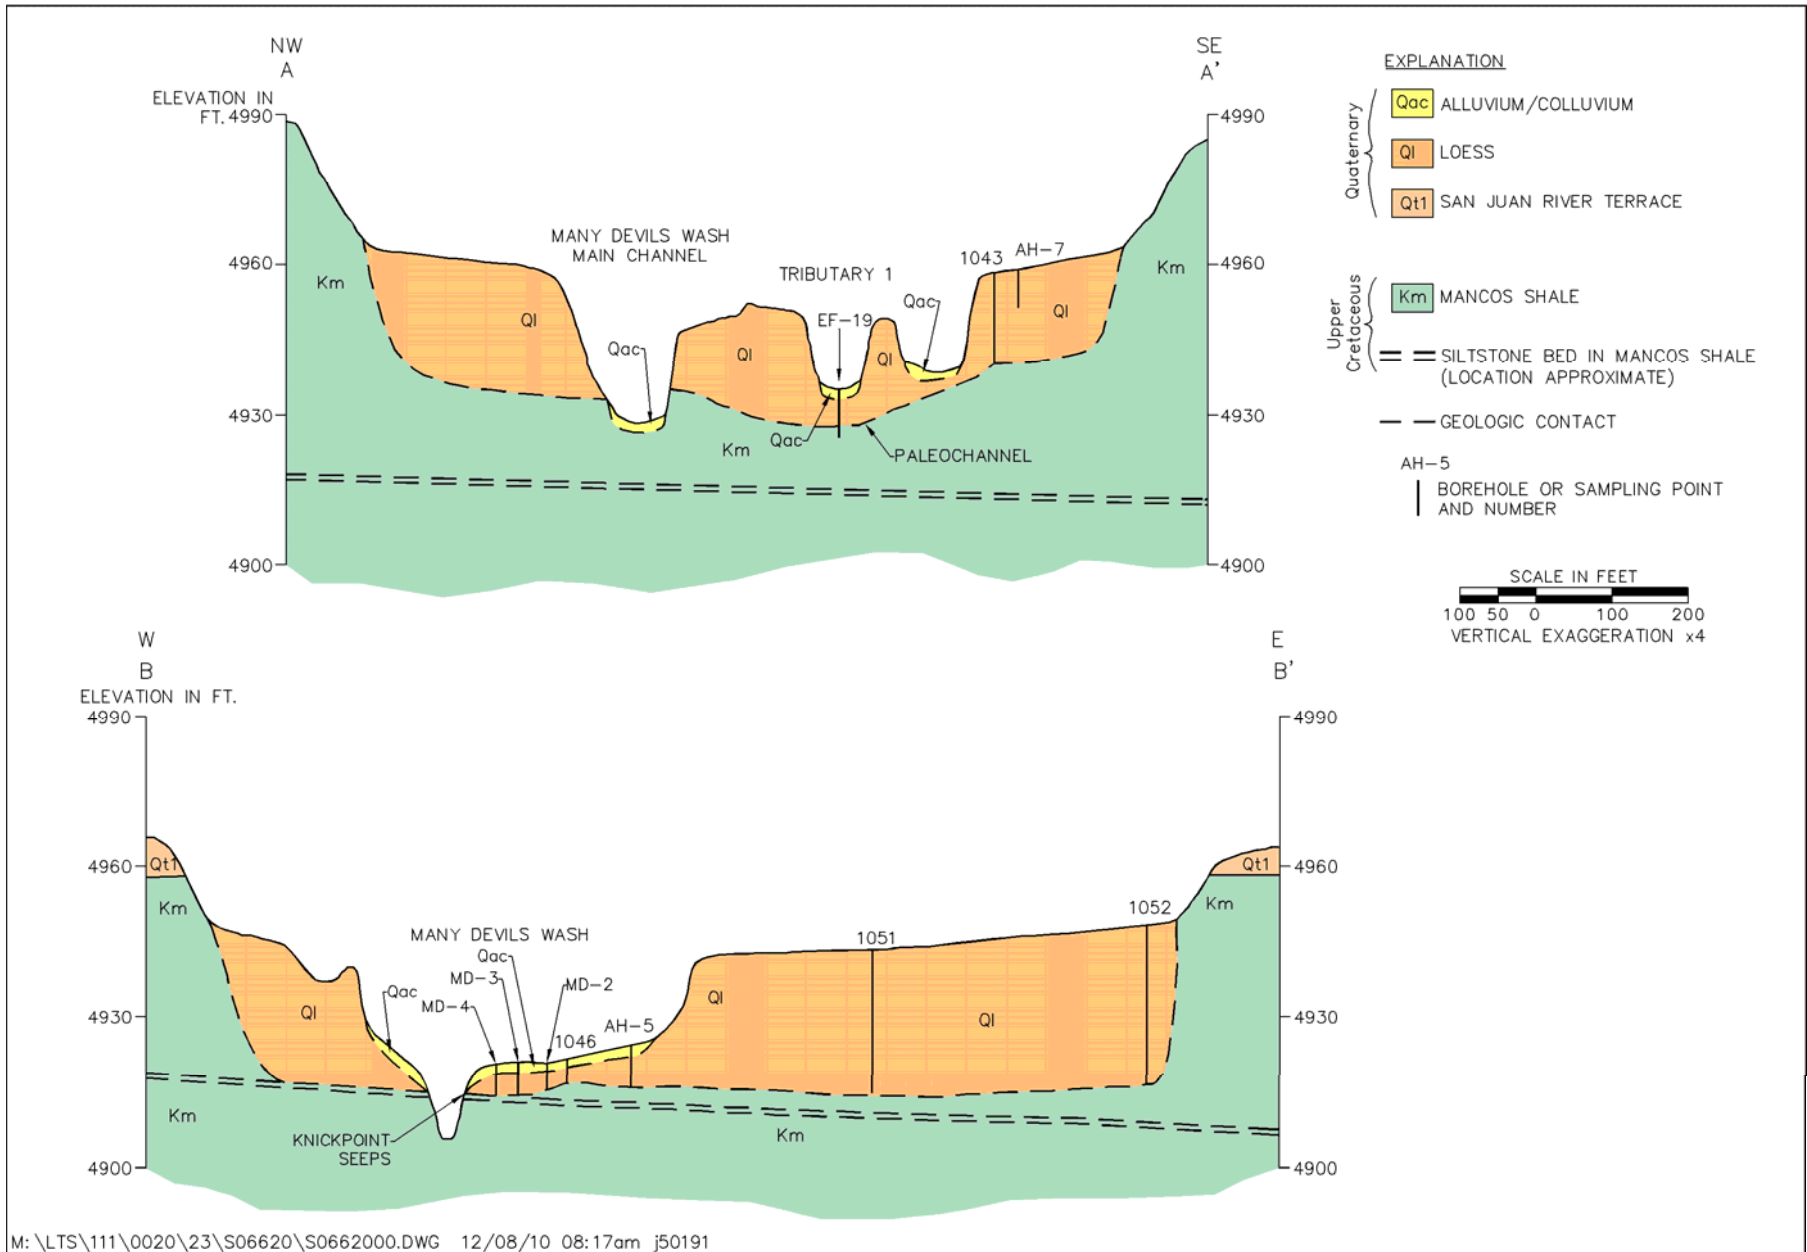 NW
A
SE
A'
ELEVATION IN
FT. 4990
4960
4930
4900
4990
4960
4930
4900
MANY DEVILS WASH
MAIN CHANNEL
TRIBUTARY 1
1043
AH-7
EF-19
Qac
Qac
Qac
Km
Ql
Ql
Ql
Ql
Km
Km
PALEOCHANNEL
EXPLANATION
Quaternary
Qac ALLUVIUM/COLLUVIUM
Ql LOESS
Qt1 SAN JUAN RIVER TERRACE
Upper
Cretaceous
Km MANCOS SHALE
SILTSTONE BED IN MANCOS SHALE
(LOCATION APPROXIMATE)
GEOLOGIC CONTACT
AH-5
BOREHOLE OR SAMPLING POINT
AND NUMBER
SCALE IN FEET
100 50 0 100 200
VERTICAL EXAGGERATION x4
W
B
E
B'
ELEVATION IN FT.
4990
4960
4930
4900
4990
4960
4930
4900
Qt1
Km
Qt1
Km
MANY DEVILS WASH
Qac
MD-3
MD-2
MD-4
Qac
1046
AH-5
1051
1052
Ql
Ql
Ql
Km
Km
KNICKPOINT
SEEPS
M:\LTS\111\0020\23\S06620\S0662000.DWG 12/08/10 08:17am j50191